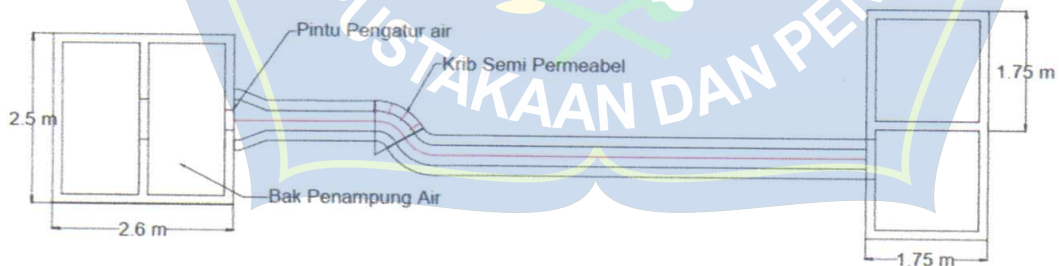 Pintu Pengatur air
Krib Semi Permeabel
1.75 m
2.5 m
Bak Penampung Air
2.6 m
1.75 m
USTAKAAN DAN PEN